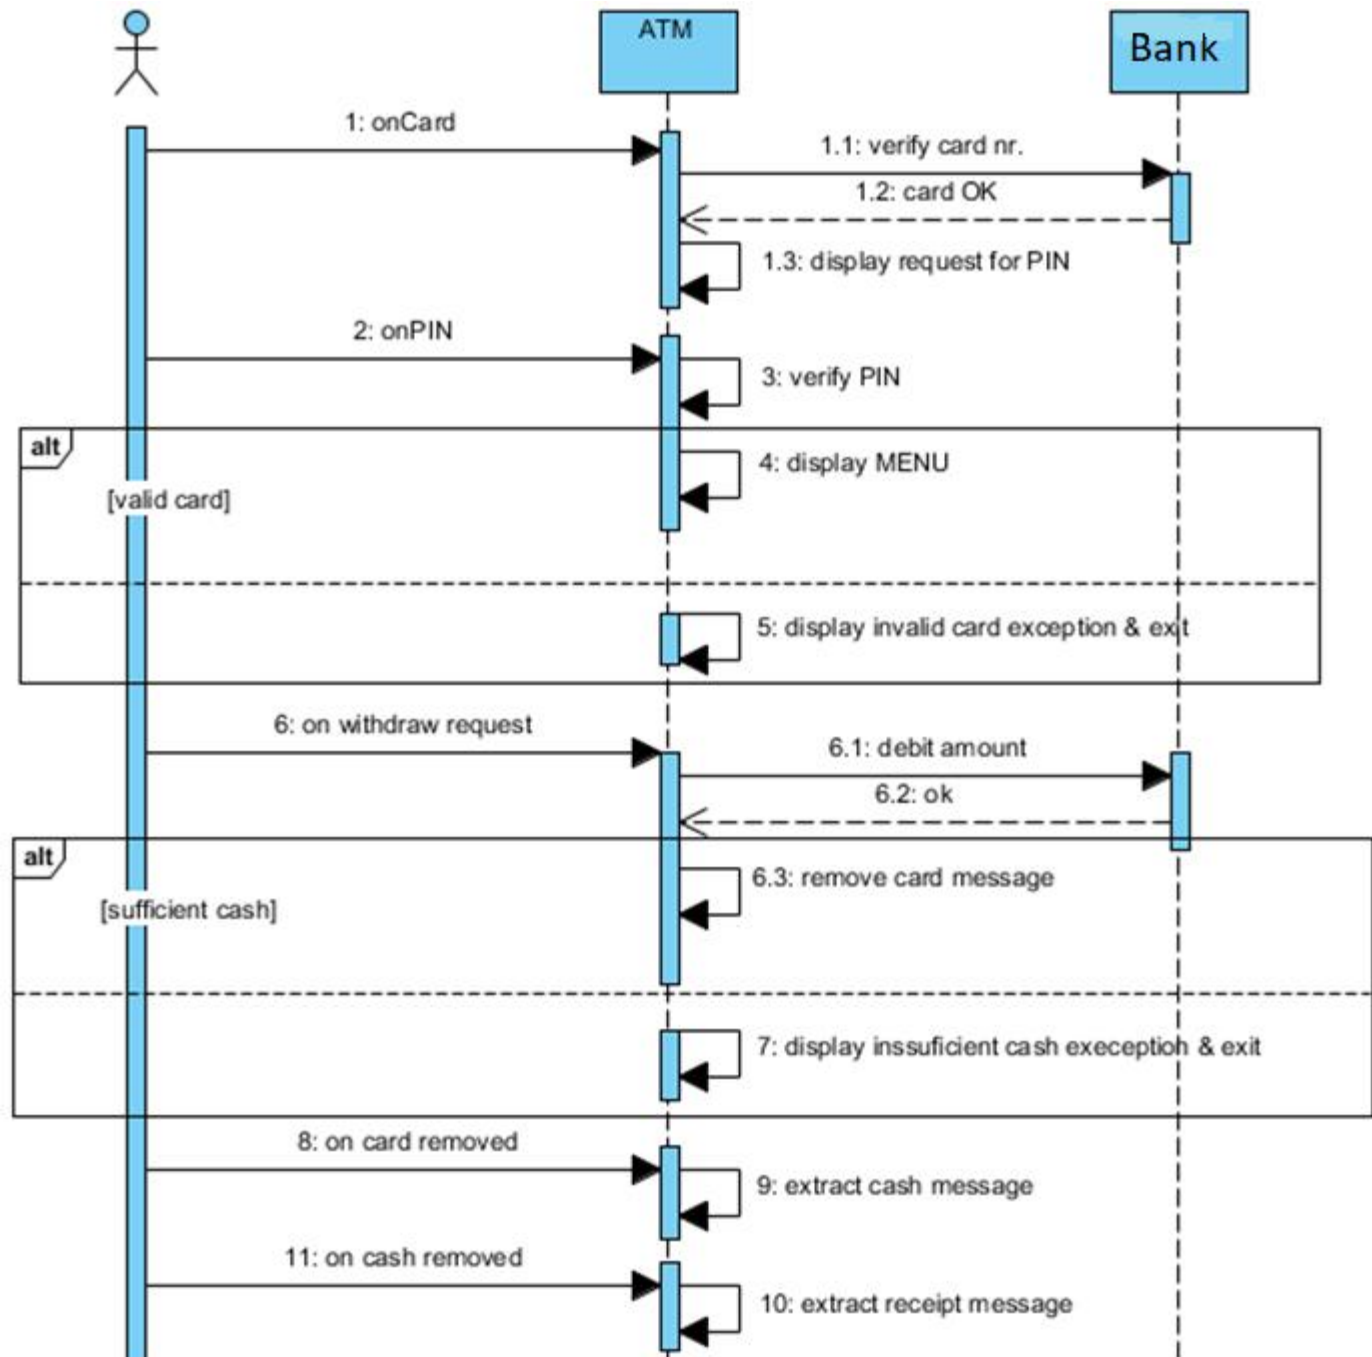 ATM
Bank
1: onCard
1.1: verify card nr.
1.2: card OK
1.3: display request for PIN
2: onPIN
3: verify PIN
alt
4: display MENU
[valid card]
5: display invalid card exception & exit
6: on withdraw request
6.1: debit amount
6.2: ok
alt
6.3: remove card message
[sufficient cash]
7: display inssuficient cash exeception & exit
8: on card removed
9: extract cash message
11: on cash removed
10: extract receipt message